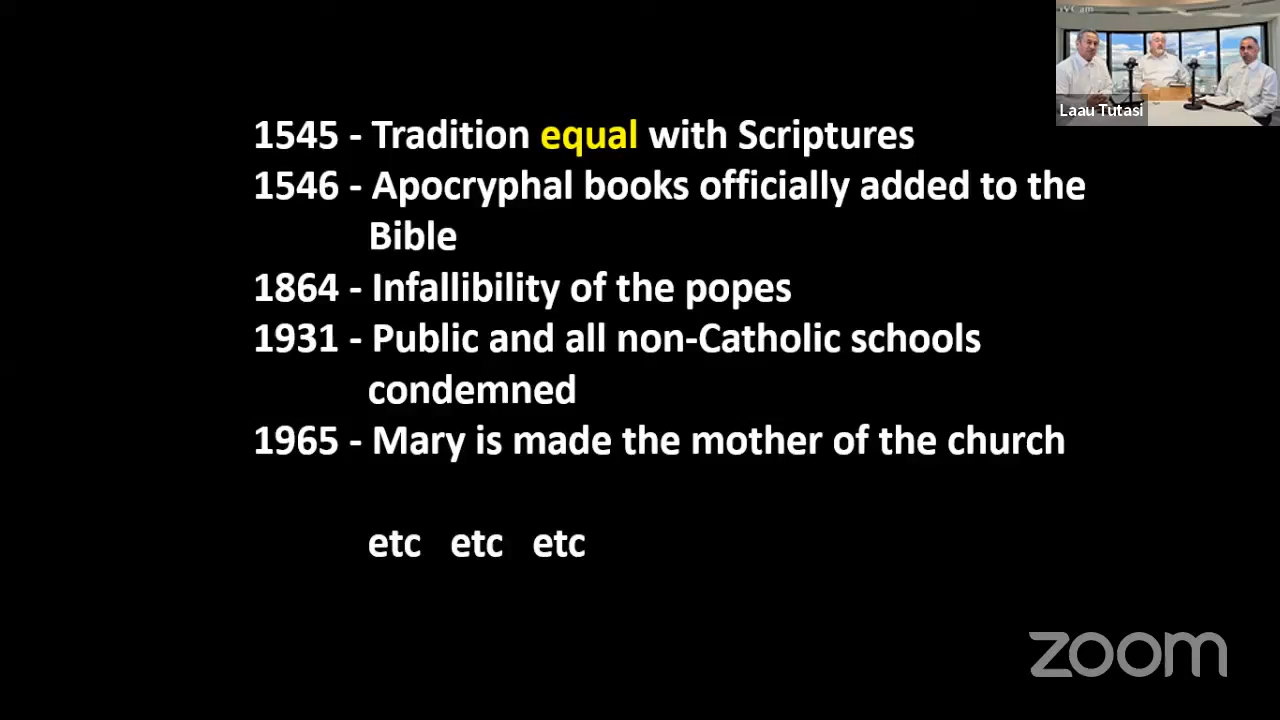 1545 - Tradition equal with Scriptures
1546 - Apocryphal books officially added to the
Bible
1864 - Infallibility of the popes
1931 - Public and all non-Catholic schools
condemned
1965 - Mary is made the mother of the church
etc etc etc
Laau Tutasi
zoom